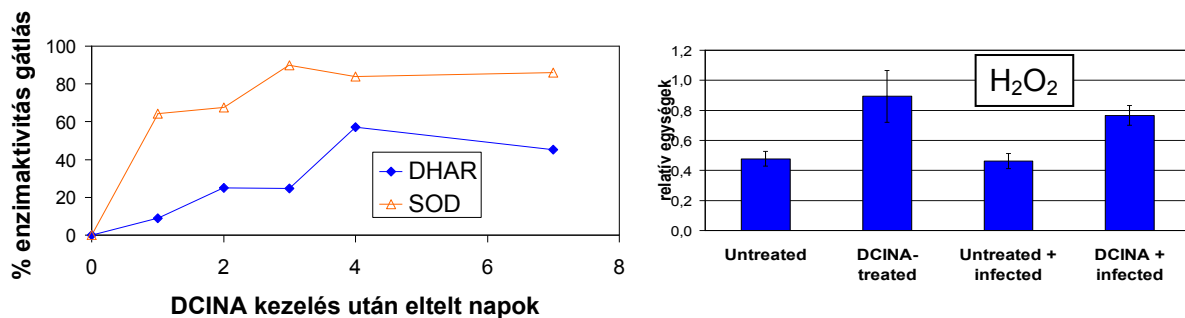 % enzimaktivitás gátlás
100
80
60
40
20
0
0 2 4 6 8
DCINA kezelés után eltelt napok
DHAR
SOD
relatív egységek
1,2
1,0
0,8
0,6
0,4
0,2
0,0
H₂O₂
Untreated
DCINA-
treated
Untreated +
infected
DCINA +
infected